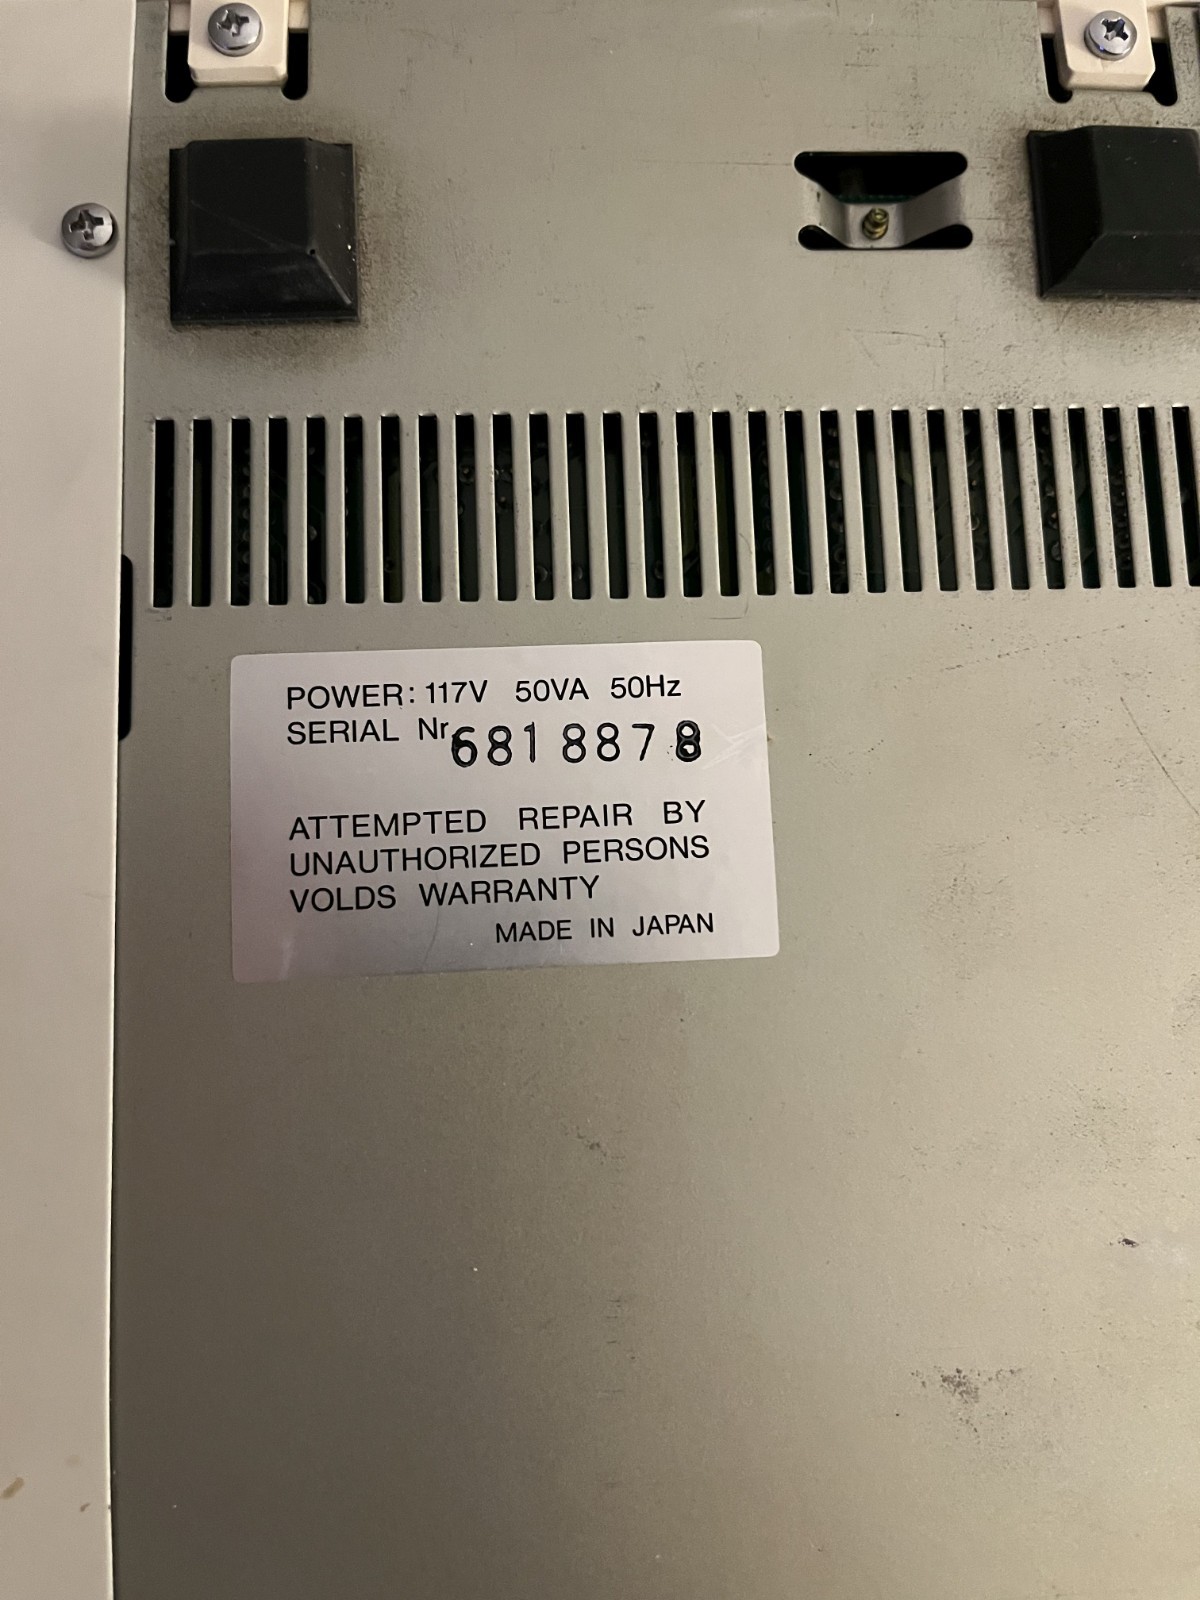 POWER: 117V 50VA 50Hz
SERIAL Nr. 6818878
ATTEMPTED REPAIR BY
UNAUTHORIZED PERSONS
VOLDS WARRANTY
MADE IN JAPAN